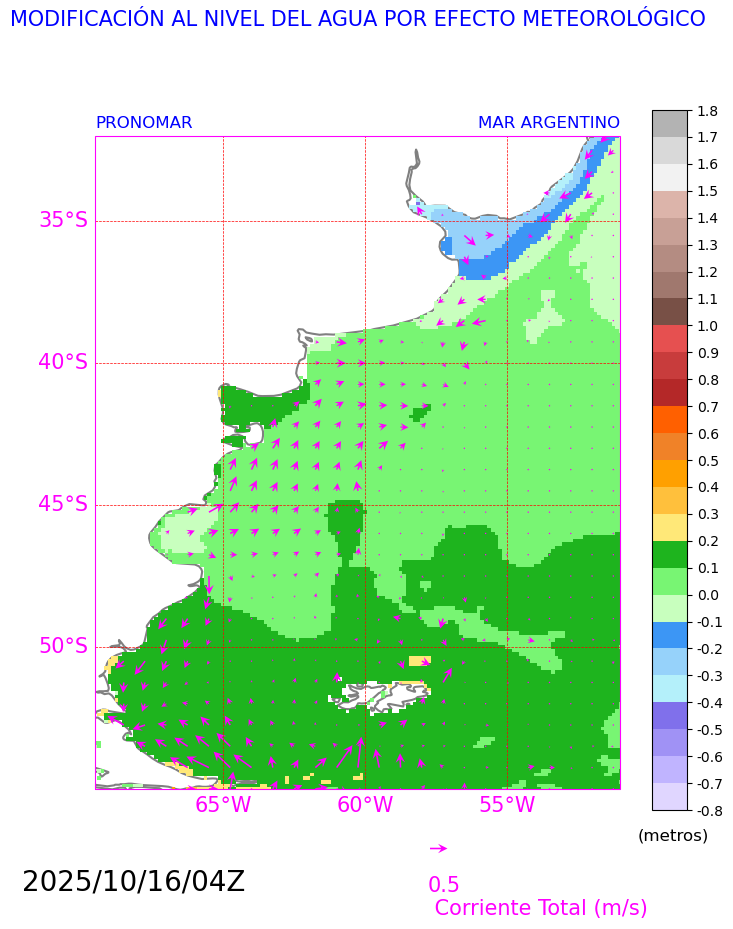 MODIFICACIÓN AL NIVEL DEL AGUA POR EFECTO METEOROLÓGICO
PRONOMAR MAR ARGENTINO
1.8
1.7
1.6
1.5
1.4
1.3
1.2
1.1
1.0
0.9
0.8
0.7
0.6
0.5
0.4
0.3
0.2
0.1
0.0
-0.1
-0.2
-0.3
-0.4
-0.5
-0.6
-0.7
-0.8
(metros)
35°S
40°S
45°S
50°S
65°W 60°W 55°W
2025/10/16/04Z
0.5
Corriente Total (m/s)